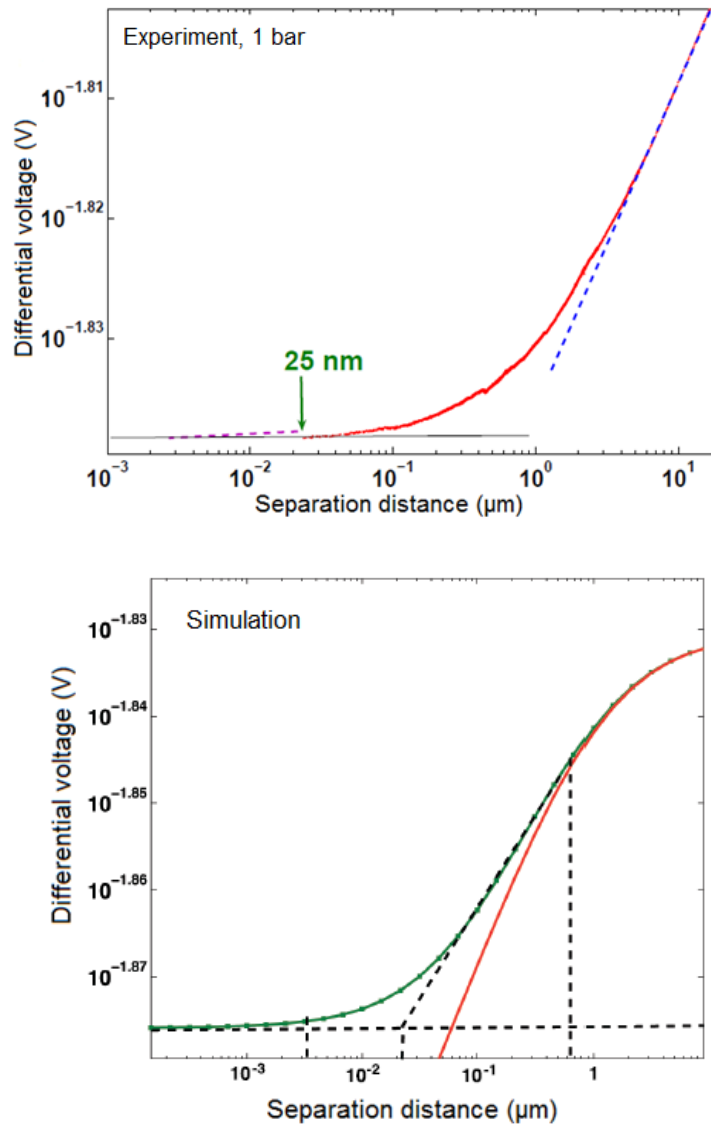 Experiment, 1 bar
Differential voltage (V)
10^-1.81
10^-1.82
10^-1.83
25 nm
10^-3
10^-2
10^-1
10^0
10^1
Separation distance (µm)
Simulation
Differential voltage (V)
10^-1.83
10^-1.84
10^-1.85
10^-1.86
10^-1.87
10^-3
10^-2
10^-1
1
Separation distance (µm)